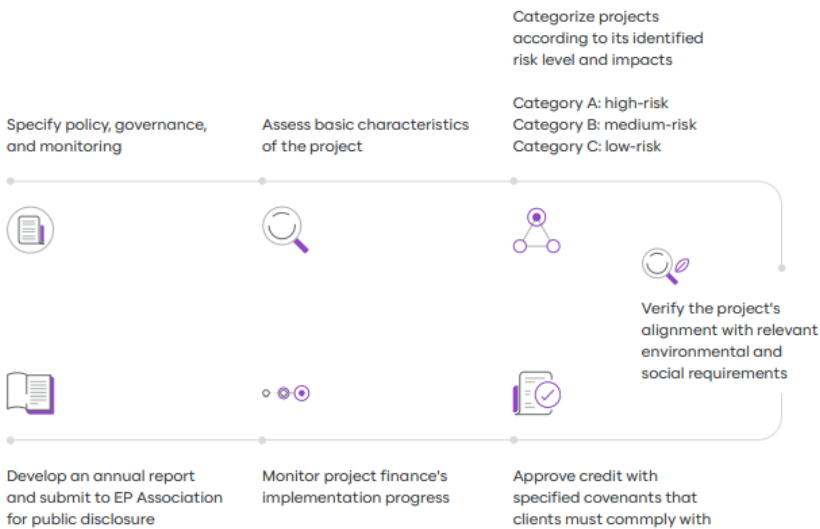 Specify policy, governance,
and monitoring
Assess basic characteristics
of the project
Categorize projects
according to its identified
risk level and impacts
Category A: high-risk
Category B: medium-risk
Category C: low-risk
Verify the project's
alignment with relevant
environmental and
social requirements
Approve credit with
specified covenants that
clients must commply with
Monitor project finance's
implementation progress
Develop an annual report
and submit to EP Association
for public disclosure